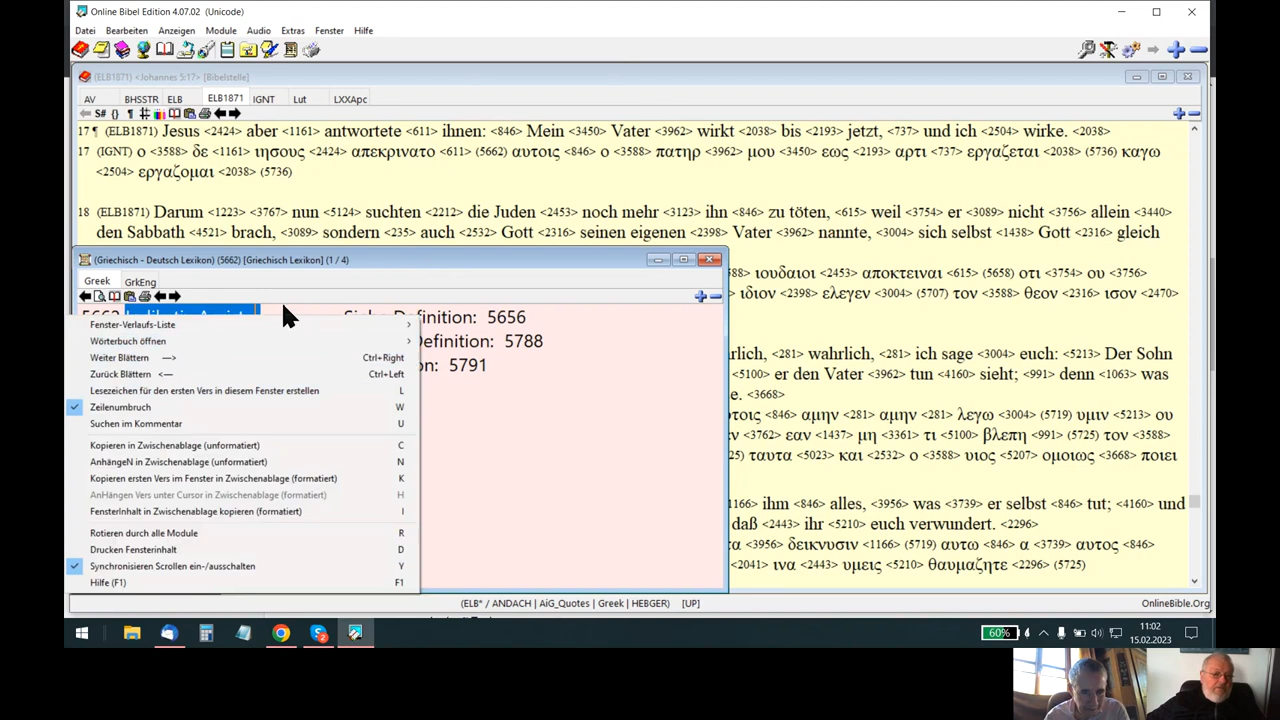 Online Bibel Edition 4.07.02 (Unicode)
Datei Bearbeiten Anzeigen Module Audio Extras Fenster Hilfe
(ELB1871) <Johannes 5:17> [Bibelstelle]
AV BHSSTR ELB ELB1871 IGNT Lut LXXApc
S# {} ¶
17 ¶ (ELB1871) Jesus <2424> aber <1161> antwortete <611> ihnen: <846> Mein <3450> Vater <3962> wirkt <2038> bis <2193> jetzt, <737> und ich <2504> wirke. <2038>
17 (IGNT) ο <3588> δε <1161> ιησους <2424> απεκρινατο <611> (5662) αυτοις <846> ο <3588> πατηρ <3962> μου <3450> εως <2193> αρτι <737> εργαζεται <2038> (5736) καγω
<2504> εργαζομαι <2038> (5736)
18 (ELB1871) Darum <1223> <3767> nun <5124> suchten <2212> die Juden <2453> noch mehr <3123> ihn <846> zu töten, <615> weil <3754> er <3089> nicht <3756> allein <3440>
den Sabbath <4521> brach, <3089> sondern <235> auch <2532> Gott <2316> seinen eigenen <2398> Vater <3962> nannte, <3004> sich selbst <1438> Gott <2316> gleich
(Griechisch - Deutsch Lexikon) (5662) [Griechisch Lexikon] (1 / 4)
Greek GrkEng
588> ιουδαιοι <2453> αποκτειναι <615> (5658) οτι <3754> ου <3756>
ιδιον <2398> ελεγεν <3004> (5707) τον <3588> θεον <2316> ισον <2470>
Definition: 5656
efinition: 5788
on: 5791
rlich, <281> wahrlich, <281> ich sage <3004> euch: <5213> Der Sohn
<5100> er den Vater <3962> tun <4160> sieht; <991> denn <1063> was
e. <3668>
τοις <846> αμην <281> αμην <281> λεγω <3004> (5719) υμιν <5213> ου
εν <3762> εαν <1437> μη <3361> τι <5100> βλεπη <991> (5725) τον <3588>
ταυτα <5023> και <2532> ο <3588> υιος <5207> ομοιως <3668> ποιει
1166> ihm <846> alles, <3956> was <3739> er selbst <846> tut; <4160> und
daß <2443> ihr <5210> euch verwundert. <2296>
τα <3956> δεικνυσιν <1166> (5719) αυτω <846> α <3739> αυτος <846>
<2041> ινα <2443> υμεις <5210> θαυμαζητε <2296> (5725)
Fenster-Verlaufs-Liste
Wörterbuch öffnen
Weiter Blättern —> Ctrl+Right
Zurück Blättern <— Ctrl+Left
Lesezeichen für den ersten Vers in diesem Fenster erstellen L
Zeilenumbruch W
Suchen im Kommentar U
Kopieren in Zwischenablage (unformatiert) C
AnhängeN in Zwischenablage (unformatiert) N
Kopieren ersten Vers im Fenster in Zwischenablage (formatiert) K
AnHängen Vers unter Cursor in Zwischenablage (formatiert) H
FensterInhalt in Zwischenablage kopieren (formatiert) I
Rotieren durch alle Module R
Drucken Fensterinhalt D
Synchronisieren Scrollen ein-/ausschalten Y
Hilfe (F1) F1
(ELB* / ANDACH | AiG_Quotes | Greek | HEBGER) [UP]
OnlineBible.Org
60%
11:02
15.02.2023